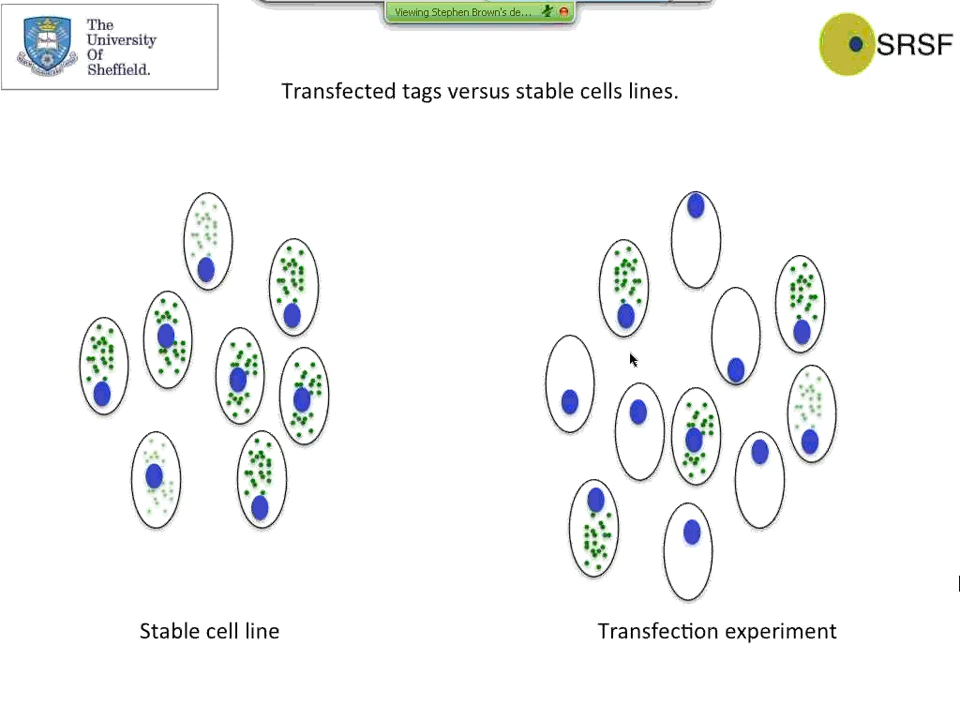 Viewing Stephen Brown's de...
The
University
Of
Sheffield.
SRSF
Transfected tags versus stable cells lines.
Stable cell line
Transfection experiment